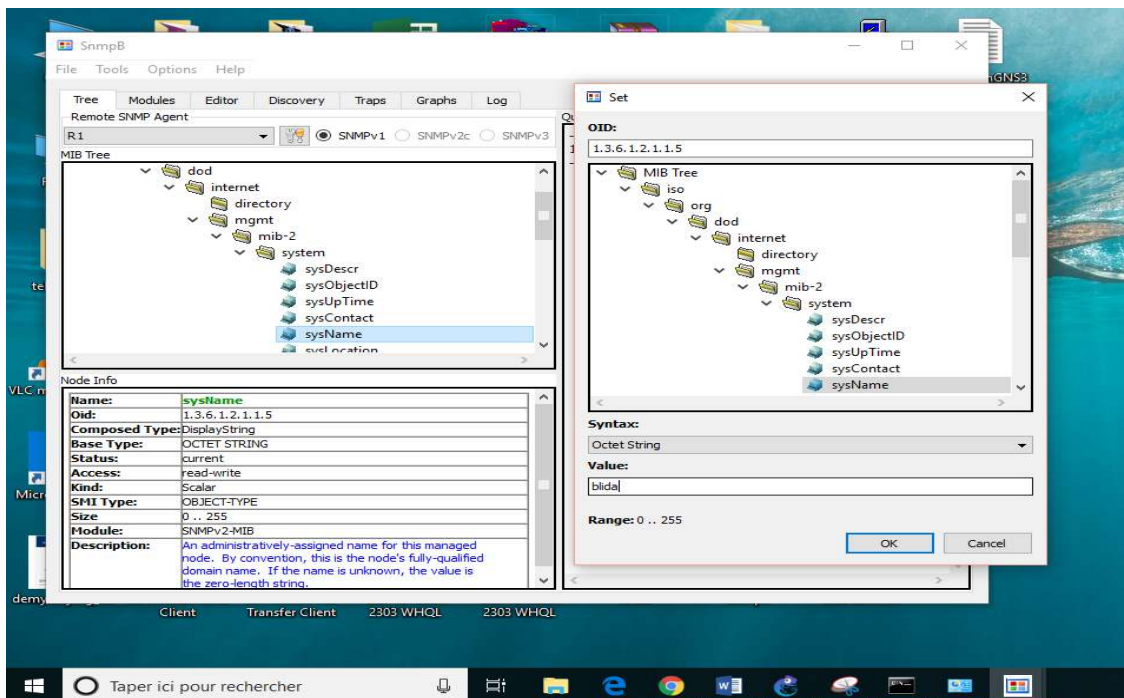 nGNS3
SnmpB
File Tools Options Help
Tree Modules Editor Discovery Traps Graphs Log
Remote SNMP Agent
R1
SNMPv1 SNMPv2c SNMPv3
MIB Tree
dod
internet
directory
mgmt
mib-2
system
sysDescr
sysObjectID
sysUpTime
sysContact
sysName
sysLocation
Node Info
Name: sysName
Oid: 1.3.6.1.2.1.1.5
Composed Type: DisplayString
Base Type: OCTET STRING
Status: current
Access: read-write
Kind: Scalar
SMI Type: OBJECT-TYPE
Size 0 .. 255
Module: SNMPv2-MIB
Description: An administratively-assigned name for this managed
node. By convention, this is the node's fully-qualified
domain name. If the name is unknown, the value is
the zero-length string.
Set
OID:
1.3.6.1.2.1.1.5
MIB Tree
iso
org
dod
internet
directory
mgmt
mib-2
system
sysDescr
sysObjectID
sysUpTime
sysContact
sysName
Syntax:
Octet String
Value:
blida
Range: 0 .. 255
OK Cancel
te
VLC m
Micr
demy
Client Transfer Client 2303 WHQL 2303 WHQL
Taper ici pour rechercher